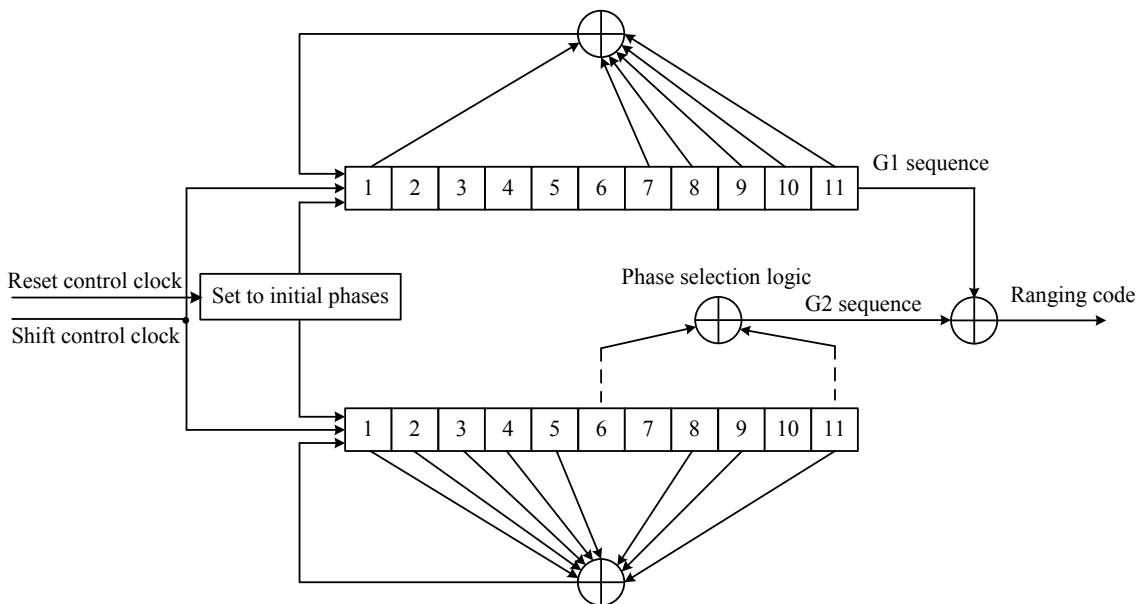 1 2 3 4 5 6 7 8 9 10 11
G1 sequence
Reset control clock
Set to initial phases
Shift control clock
Phase selection logic
G2 sequence
Ranging code
1 2 3 4 5 6 7 8 9 10 11